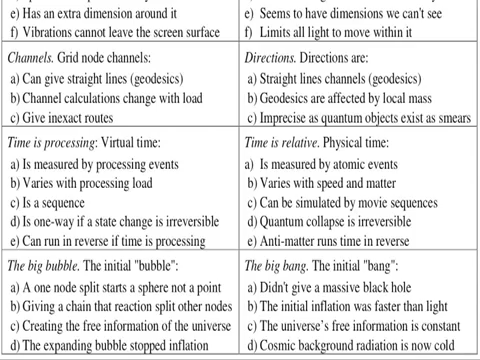 e) Has an extra dimension around it
f) Vibrations cannot leave the screen surface
e) Seems to have dimensions we can't see
f) Limits all light to move within it
Channels. Grid node channels:
a) Can give straight lines (geodesics)
b) Channel calculations change with load
c) Give inexact routes
Directions. Directions are:
a) Straight lines channels (geodesics)
b) Geodesics are affected by local mass
c) Imprecise as quantum objects exist as smears
Time is processing: Virtual time:
a) Is measured by processing events
b) Varies with processing load
c) Is a sequence
d) Is one-way if a state change is irreversible
e) Can run in reverse if time is processing
Time is relative. Physical time:
a) Is measured by atomic events
b) Varies with speed and matter
c) Can be simulated by movie sequences
d) Quantum collapse is irreversible
e) Anti-matter runs time in reverse
The big bubble. The initial "bubble":
a) A one node split starts a sphere not a point
b) Giving a chain that reaction split other nodes
c) Creating the free information of the universe
d) The expanding bubble stopped inflation
The big bang. The initial "bang":
a) Didn't give a massive black hole
b) The initial inflation was faster than light
c) The universe's free information is constant
d) Cosmic background radiation is now cold